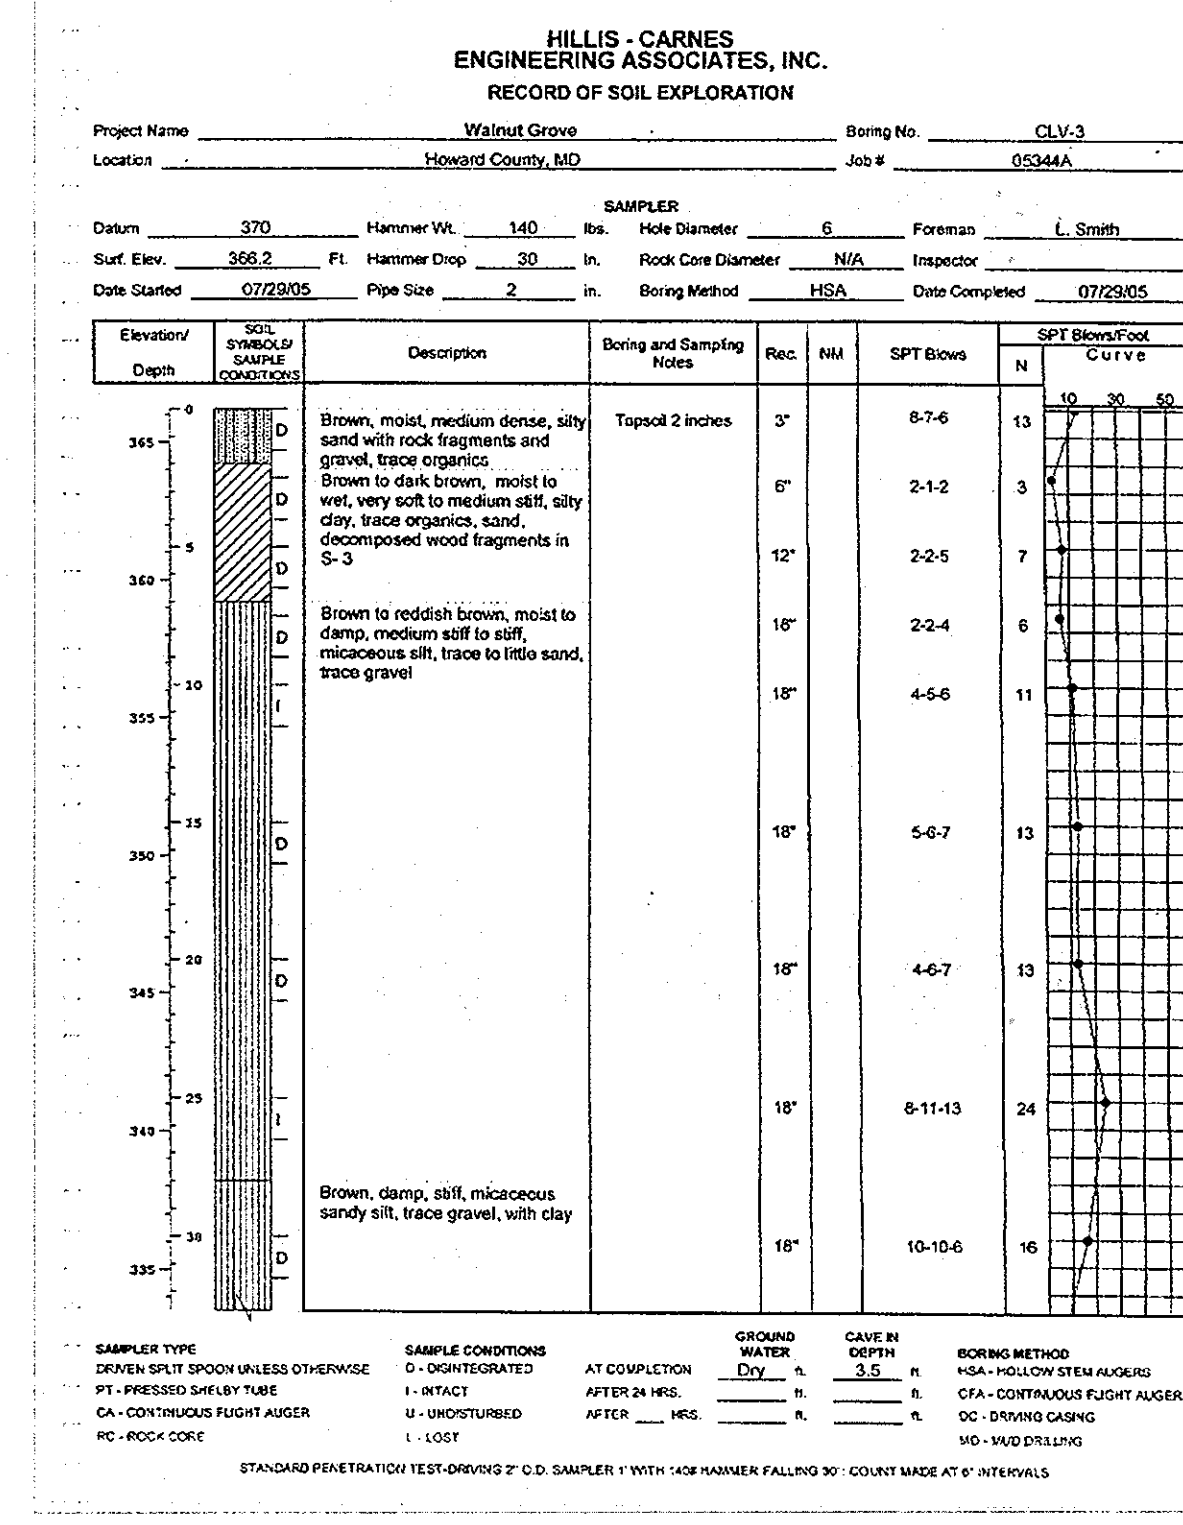 HILLIS - CARNES
ENGINEERING ASSOCIATES, INC.
RECORD OF SOIL EXPLORATION
Project Name Walnut Grove Boring No. CLV-3
Location Howard County, MD Job # 05344A
SAMPLER
Datum 370 Hammer Wt. 140 lbs. Hole Diameter 6 Foreman L. Smith
Surf. Elev. 366.2 Ft. Hammer Drop 30 in. Rock Core Diameter N/A Inspector
Date Started 07/29/05 Pipe Size 2 in. Boring Method HSA Date Completed 07/29/05
Elevation/ Depth SOIL SYMBOLS/ SAMPLE CONDITIONS Description Boring and Sampling Notes Rec. NM SPT Blows N SPT Blows/Foot Curve
10 30 50
0 D Brown, moist, medium dense, silty Topsoil 2 inches 3" 8-7-6 13
365 sand with rock fragments and
gravel, trace organics
Brown to dark brown, moist to 6" 2-1-2 3
D wet, very soft to medium stiff, silty
clay, trace organics, sand,
5 decomposed wood fragments in 12" 2-2-5 7
D S- 3
360
Brown to reddish brown, moist to
D damp, medium stiff to stiff, 16" 2-2-4 6
micaceous silt, trace to little sand,
trace gravel
10 I 18" 4-5-6 11
355
15 D 18" 5-6-7 13
350
20 D 18" 4-6-7 13
345
25 I 18" 8-11-13 24
340
Brown, damp, stiff, micaceous
sandy silt, trace gravel, with clay
30 D 18" 10-10-6 16
335
SAMPLER TYPE SAMPLE CONDITIONS GROUND WATER CAVE IN DEPTH BORING METHOD
DRIVEN SPLIT SPOON UNLESS OTHERWISE D - DISINTEGRATED AT COMPLETION Dry ft. 3.5 ft. HSA - HOLLOW STEM AUGERS
PT - PRESSED SHELBY TUBE I - INTACT AFTER 24 HRS. ft. ft. CFA - CONTINUOUS FLIGHT AUGER
CA - CONTINUOUS FLIGHT AUGER U - UNDISTURBED AFTER ___ HRS. ft. ft. DC - DRIVING CASING
RC - ROCK CORE L - LOST MD - MUD DRILLING
STANDARD PENETRATION TEST-DRIVING 2" O.D. SAMPLER 1' WITH 140# HAMMER FALLING 30": COUNT MADE AT 6" INTERVALS